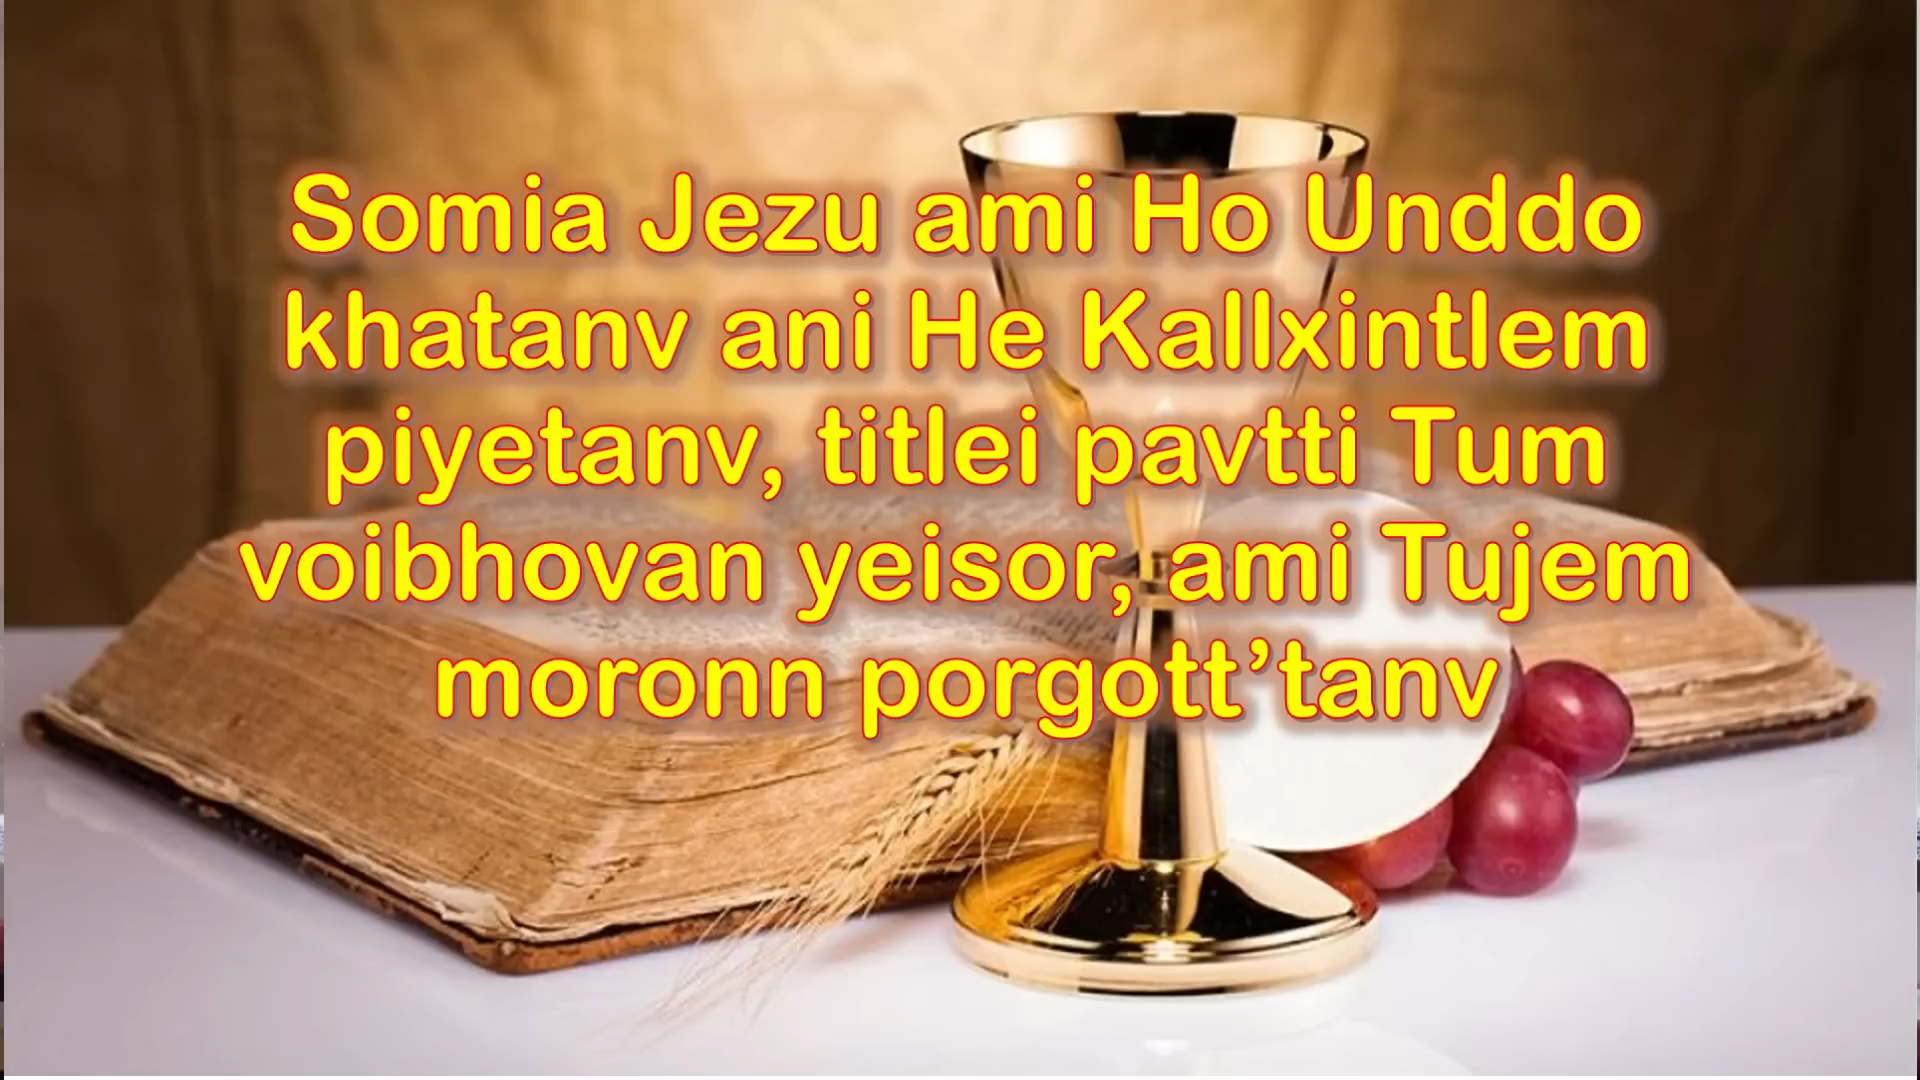 Somia Jezu ami Ho Unddo
khatanv ani He Kallxintlem
piyetanv, titlei pavtti Tum
voibhovan yeisor, ami Tujem
moronn porgott’tanv